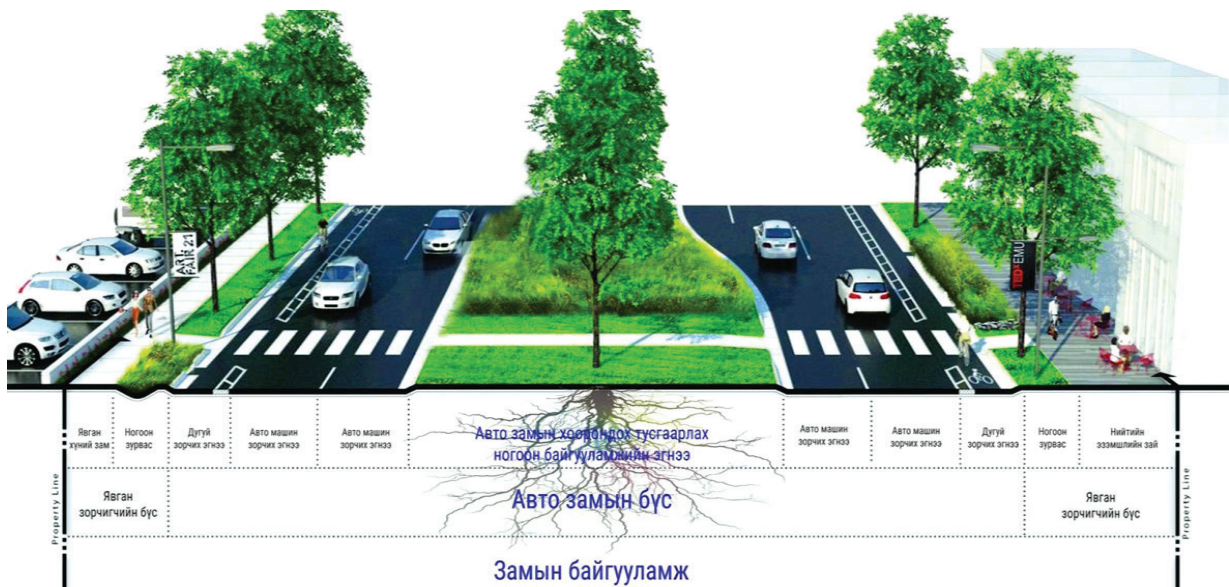 ART
FAIR 21
TEDxEMU
Явган
хүний зам
Ногоон
зурвас
Дугуй
зорчих эгнээ
Авто машин
зорчих эгнээ
Авто машин
зорчих эгнээ
Авто замын хоорондох тусгаарлах
ногоон байгууламжийн эгнээ
Авто машин
зорчих эгнээ
Авто машин
зорчих эгнээ
Дугуй
зорчих эгнээ
Ногоон
зурвас
Нийтийн
эзэмшлийн зай
Явган
зорчигчийн бүс
Авто замын бүс
Явган
зорчигчийн бүс
Property Line
Property Line
Замын байгууламж